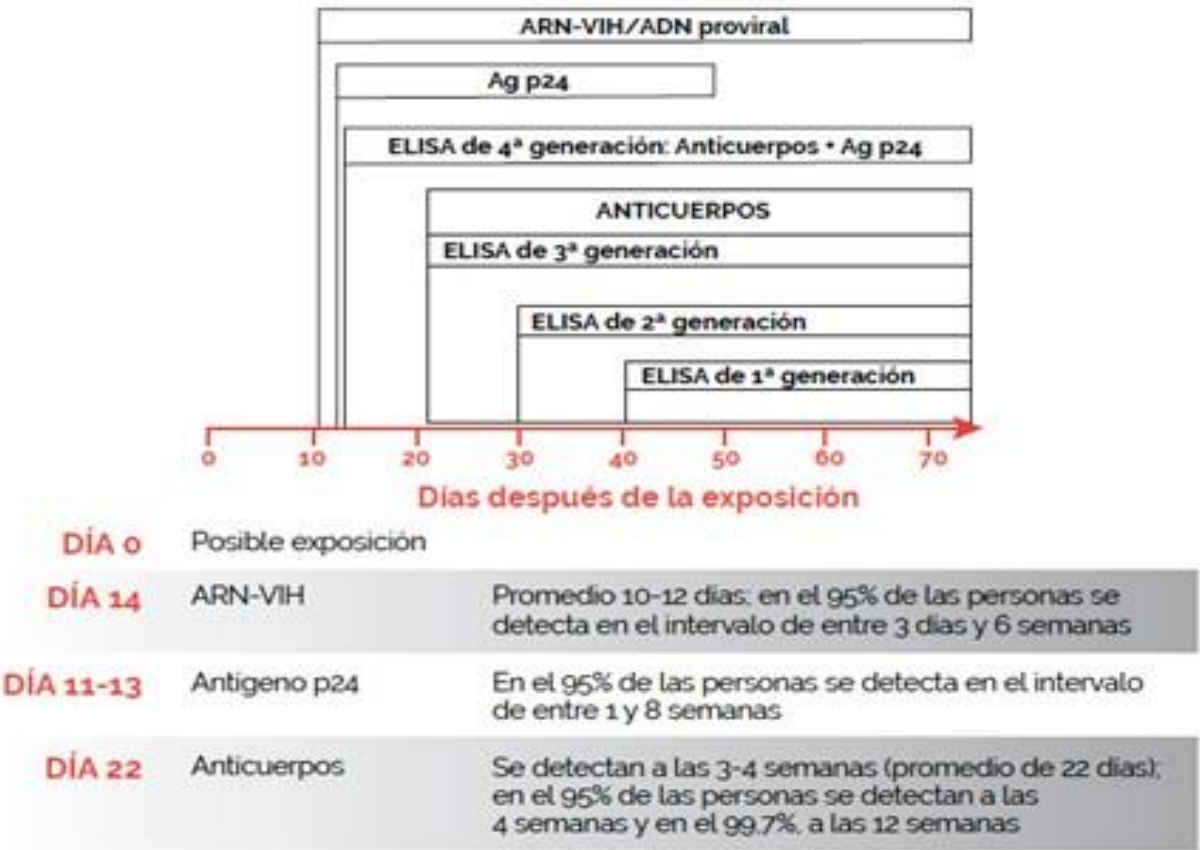 ARN-VIH/ADN proviral
Ag p24
ELISA de 4ª generación: Anticuerpos + Ag p24
ANTICUERPOS
ELISA de 3ª generación
ELISA de 2ª generación
ELISA de 1ª generación
0 10 20 30 40 50 60 70
Días después de la exposición
DÍA 0 Posible exposición
DÍA 14 ARN-VIH Promedio 10-12 días; en el 95% de las personas se
detecta en el intervalo de entre 3 días y 6 semanas
DÍA 11-13 Antígeno p24 En el 95% de las personas se detecta en el intervalo
de entre 1 y 8 semanas
DÍA 22 Anticuerpos Se detectan a las 3-4 semanas (promedio de 22 días);
en el 95% de las personas se detectan a las
4 semanas y en el 99,7%, a las 12 semanas